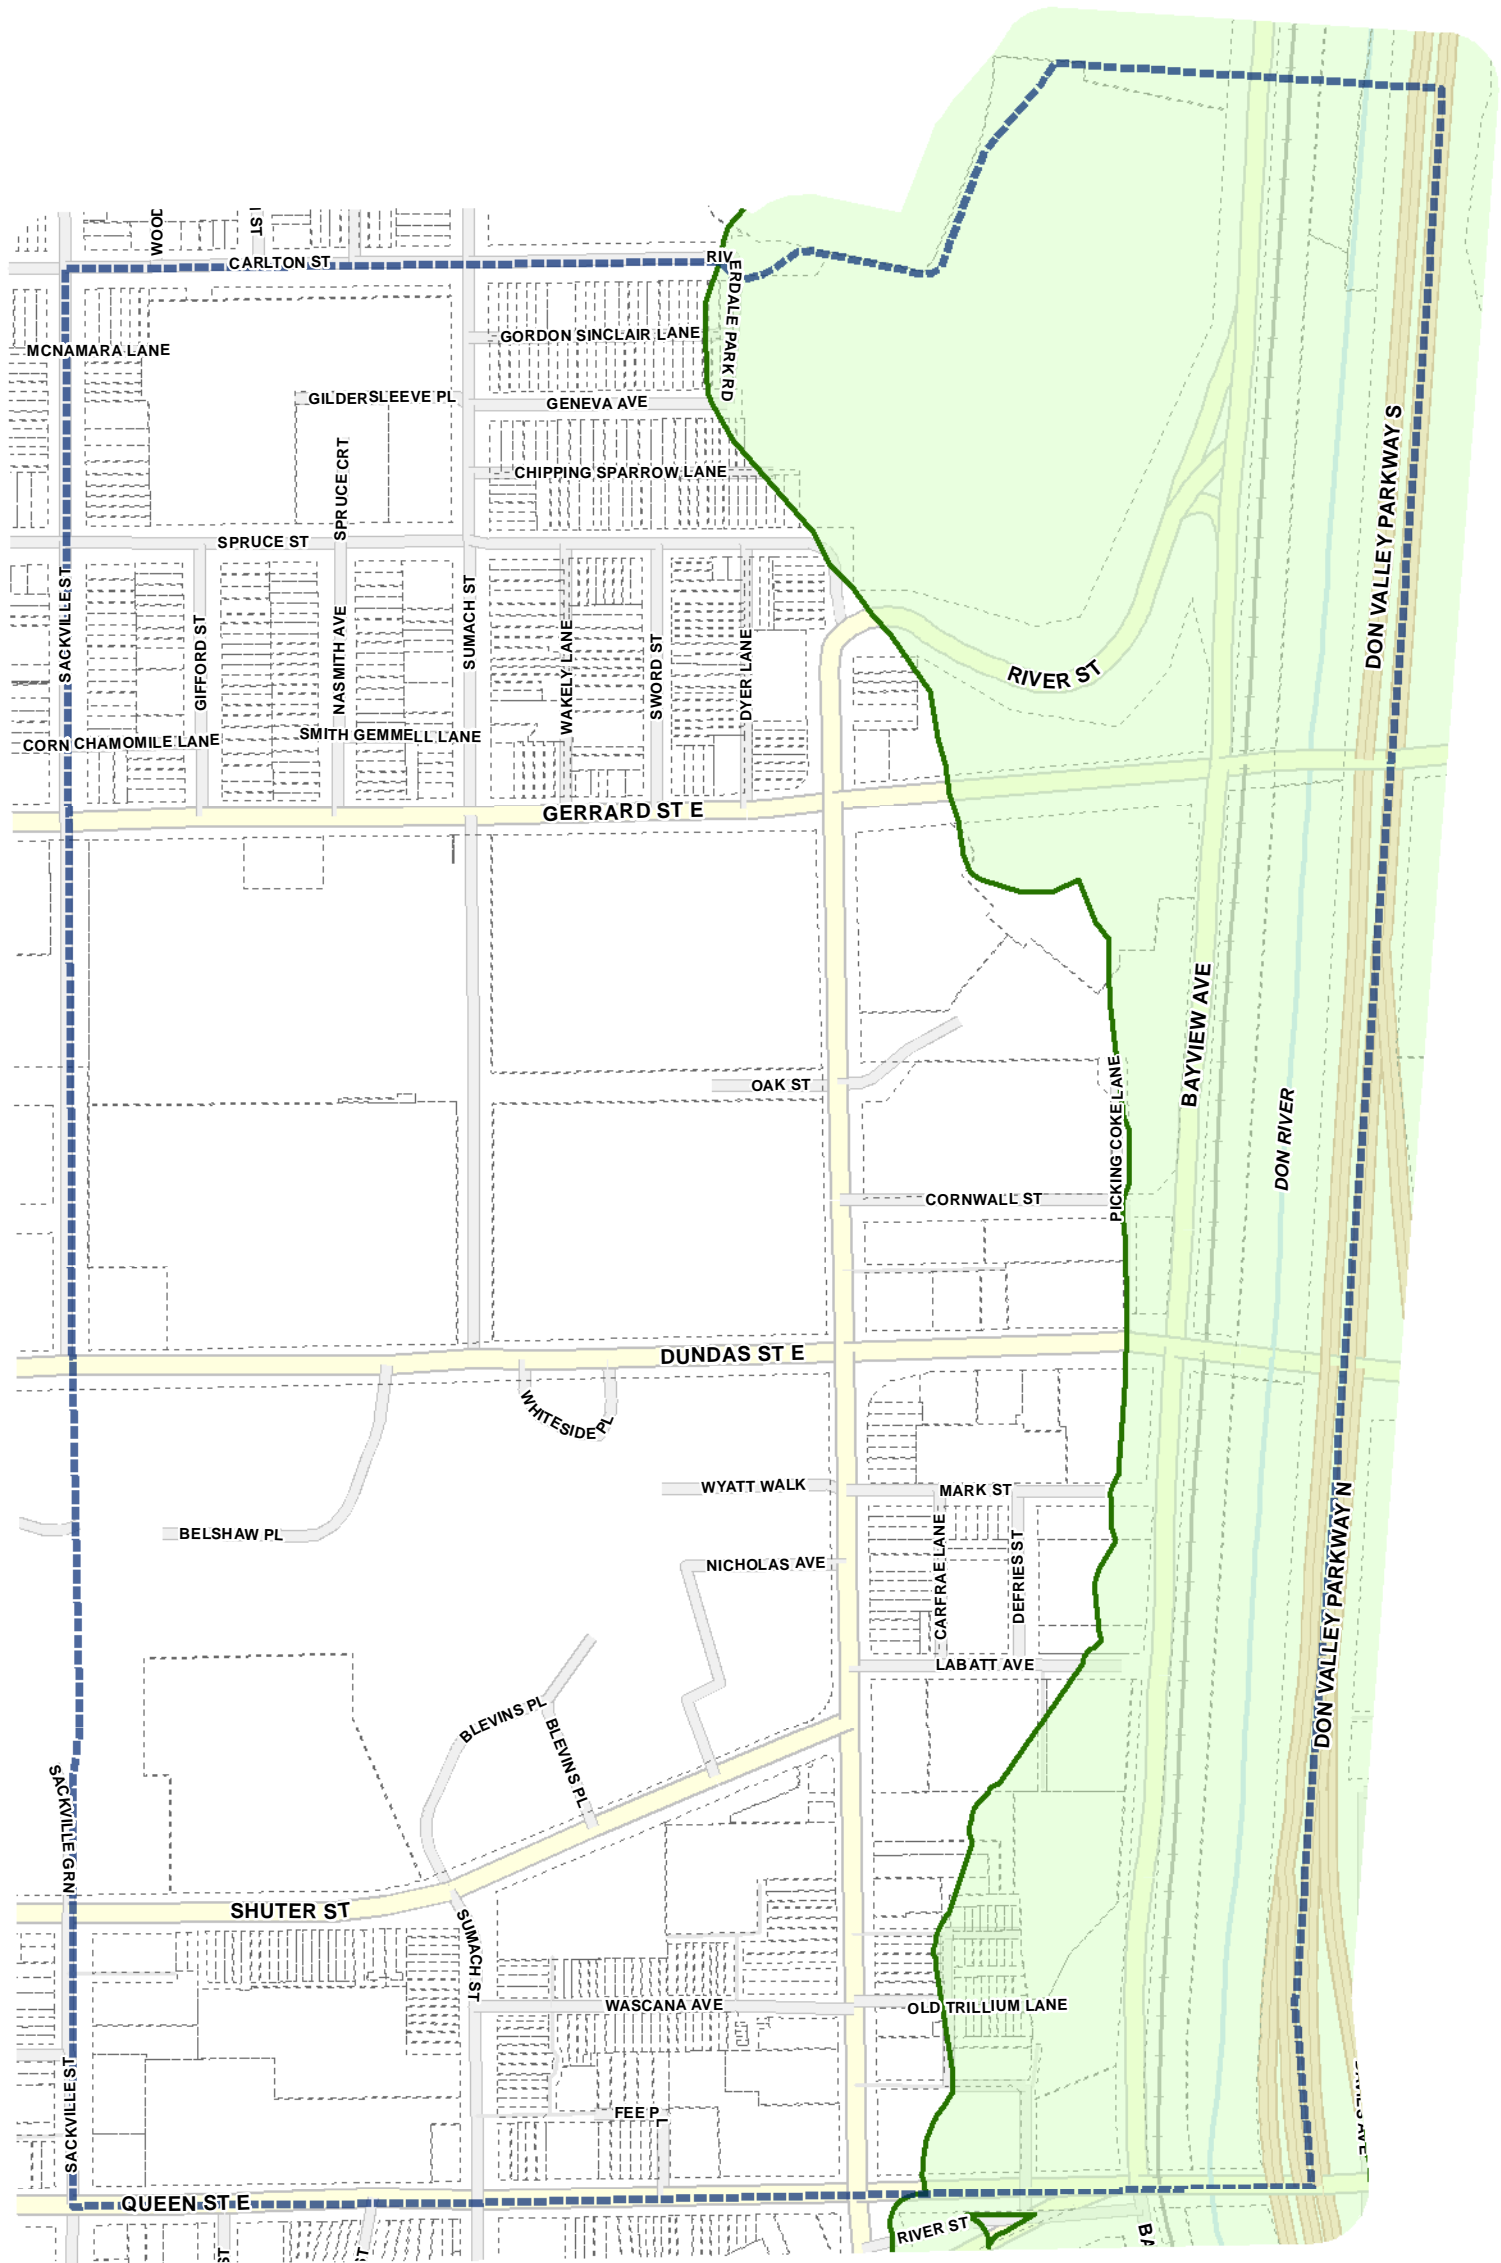 WOOD
ST
CARLTON ST
RIVERDALE PARK RD
GORDON SINCLAIR LANE
MCNAMARA LANE
GILDERSLEEVE PL
GENEVA AVE
SPRUCE CRT
CHIPPING SPARROW LANE
DON VALLEY PARKWAY S
SPRUCE ST
SACKVILLE ST
GIFFORD ST
NASMITH AVE
SUMACH ST
WAKELY LANE
SWORD ST
DYER LANE
RIVER ST
CORN CHAMOMILE LANE
SMITH GEMMELL LANE
GERRARD ST E
BAYVIEW AVE
OAK ST
PICKING COKE LANE
DON RIVER
CORNWALL ST
DUNDAS ST E
WHITESIDE PL
WYATT WALK
MARK ST
BELSHAW PL
NICHOLAS AVE
CARFRAE LANE
DEFRIES ST
DON VALLEY PARKWAY N
LABATT AVE
BLEVINS PL
BLEVINS PL
SACKVILLE GRN
SHUTER ST
SUMACH ST
WASCANA AVE
OLD TRILLIUM LANE
SACKVILLE ST
FEE PL
QUEEN ST E
RIVER ST
BA
ST
ST